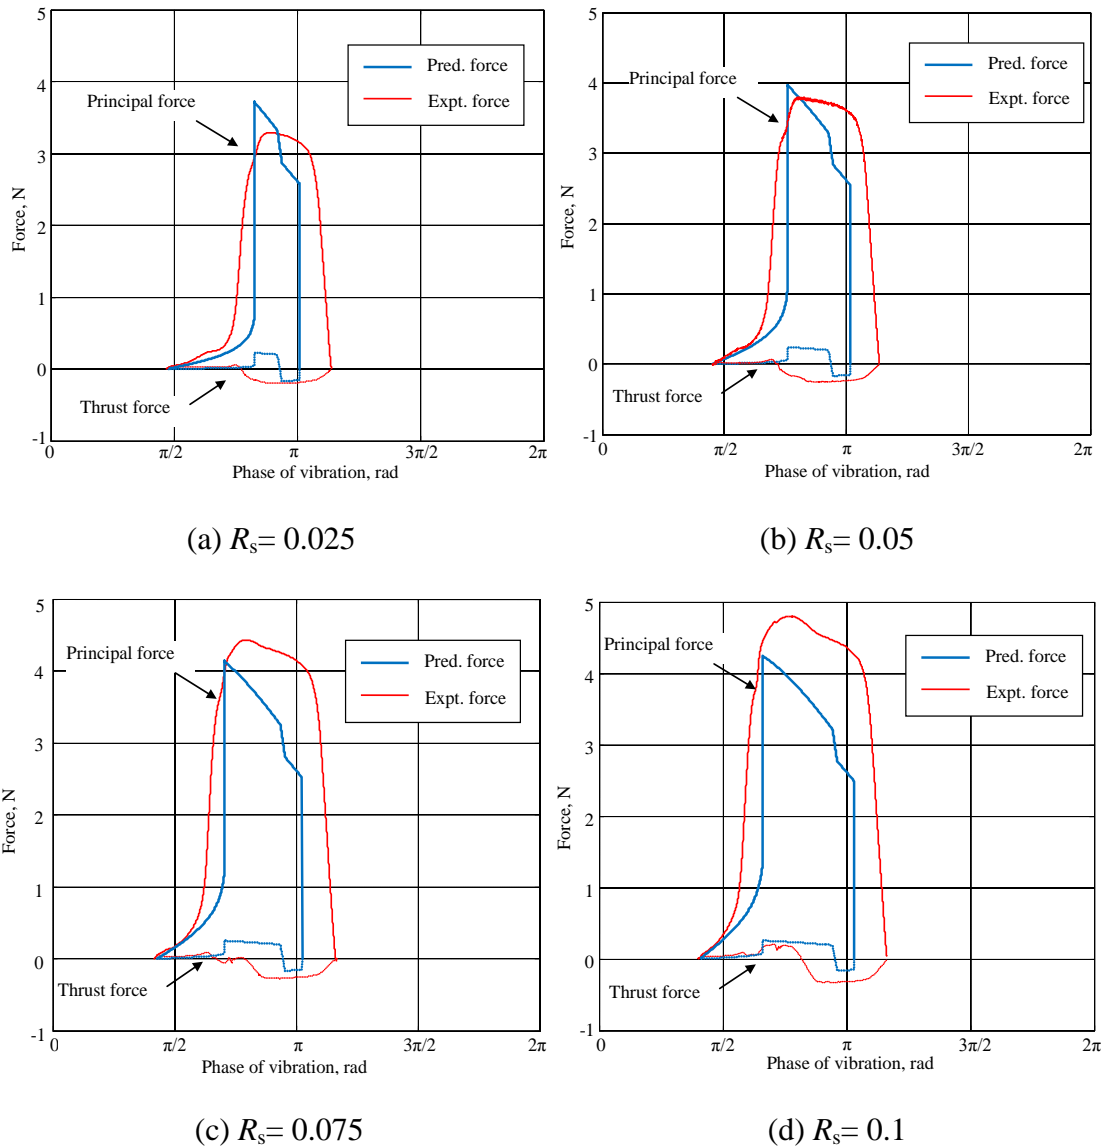 5
4
3
2
1
0
-1
Force, N
Principal force
Pred. force
Expt. force
Thrust force
0 π/2 π 3π/2 2π
Phase of vibration, rad
(a) Rs= 0.025
5
4
3
2
1
0
-1
Force, N
Principal force
Pred. force
Expt. force
Thrust force
0 π/2 π 3π/2 2π
Phase of vibration, rad
(b) Rs= 0.05
5
4
3
2
1
0
-1
Force, N
Principal force
Pred. force
Expt. force
Thrust force
0 π/2 π 3π/2 2π
Phase of vibration, rad
(c) Rs= 0.075
5
4
3
2
1
0
-1
Force, N
Principal force
Pred. force
Expt. force
Thrust force
0 π/2 π 3π/2 2π
Phase of vibration, rad
(d) Rs= 0.1